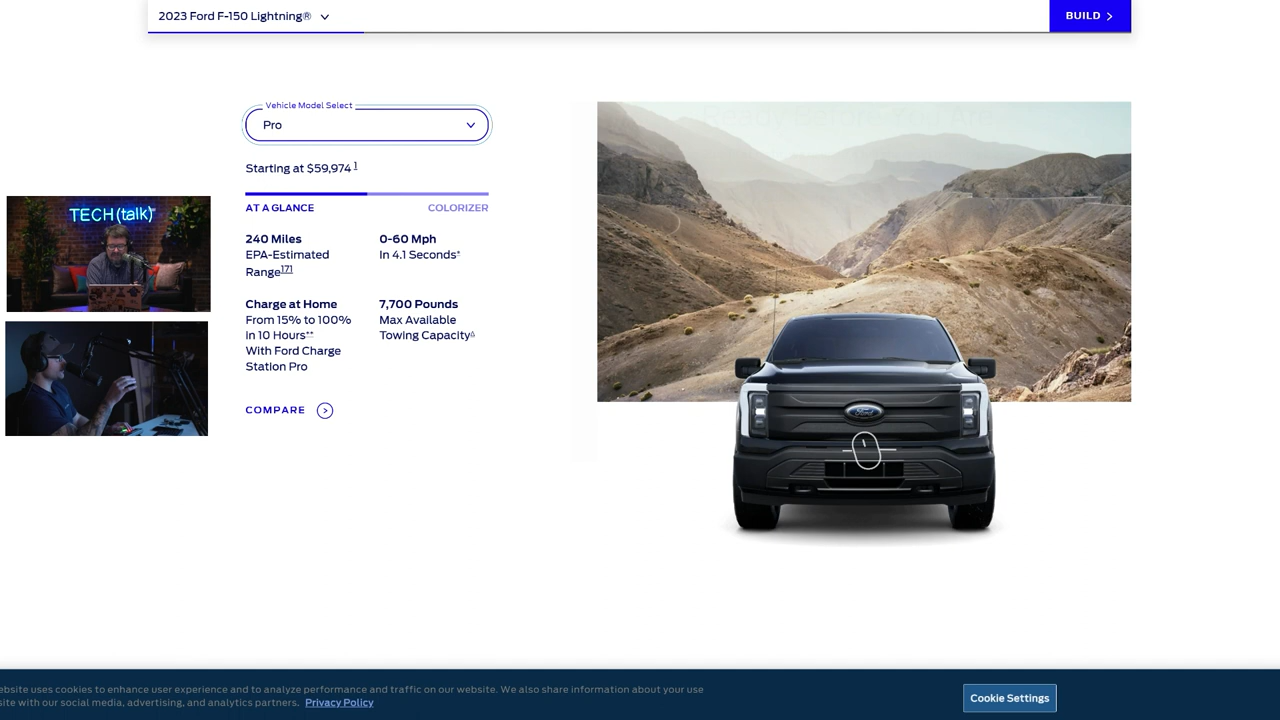 2023 Ford F-150 Lightning®
BUILD
Vehicle Model Select
Pro
Starting at $59,974 1
AT A GLANCE
COLORIZER
240 Miles
EPA-Estimated
Range171
0-60 Mph
In 4.1 Seconds*
Charge at Home
From 15% to 100%
in 10 Hours**
With Ford Charge
Station Pro
7,700 Pounds
Max Available
Towing Capacity∆
COMPARE
TECH (talk)
Ford
ebsite uses cookies to enhance user experience and to analyze performance and traffic on our website. We also share information about your use
site with our social media, advertising, and analytics partners. Privacy Policy
Cookie Settings